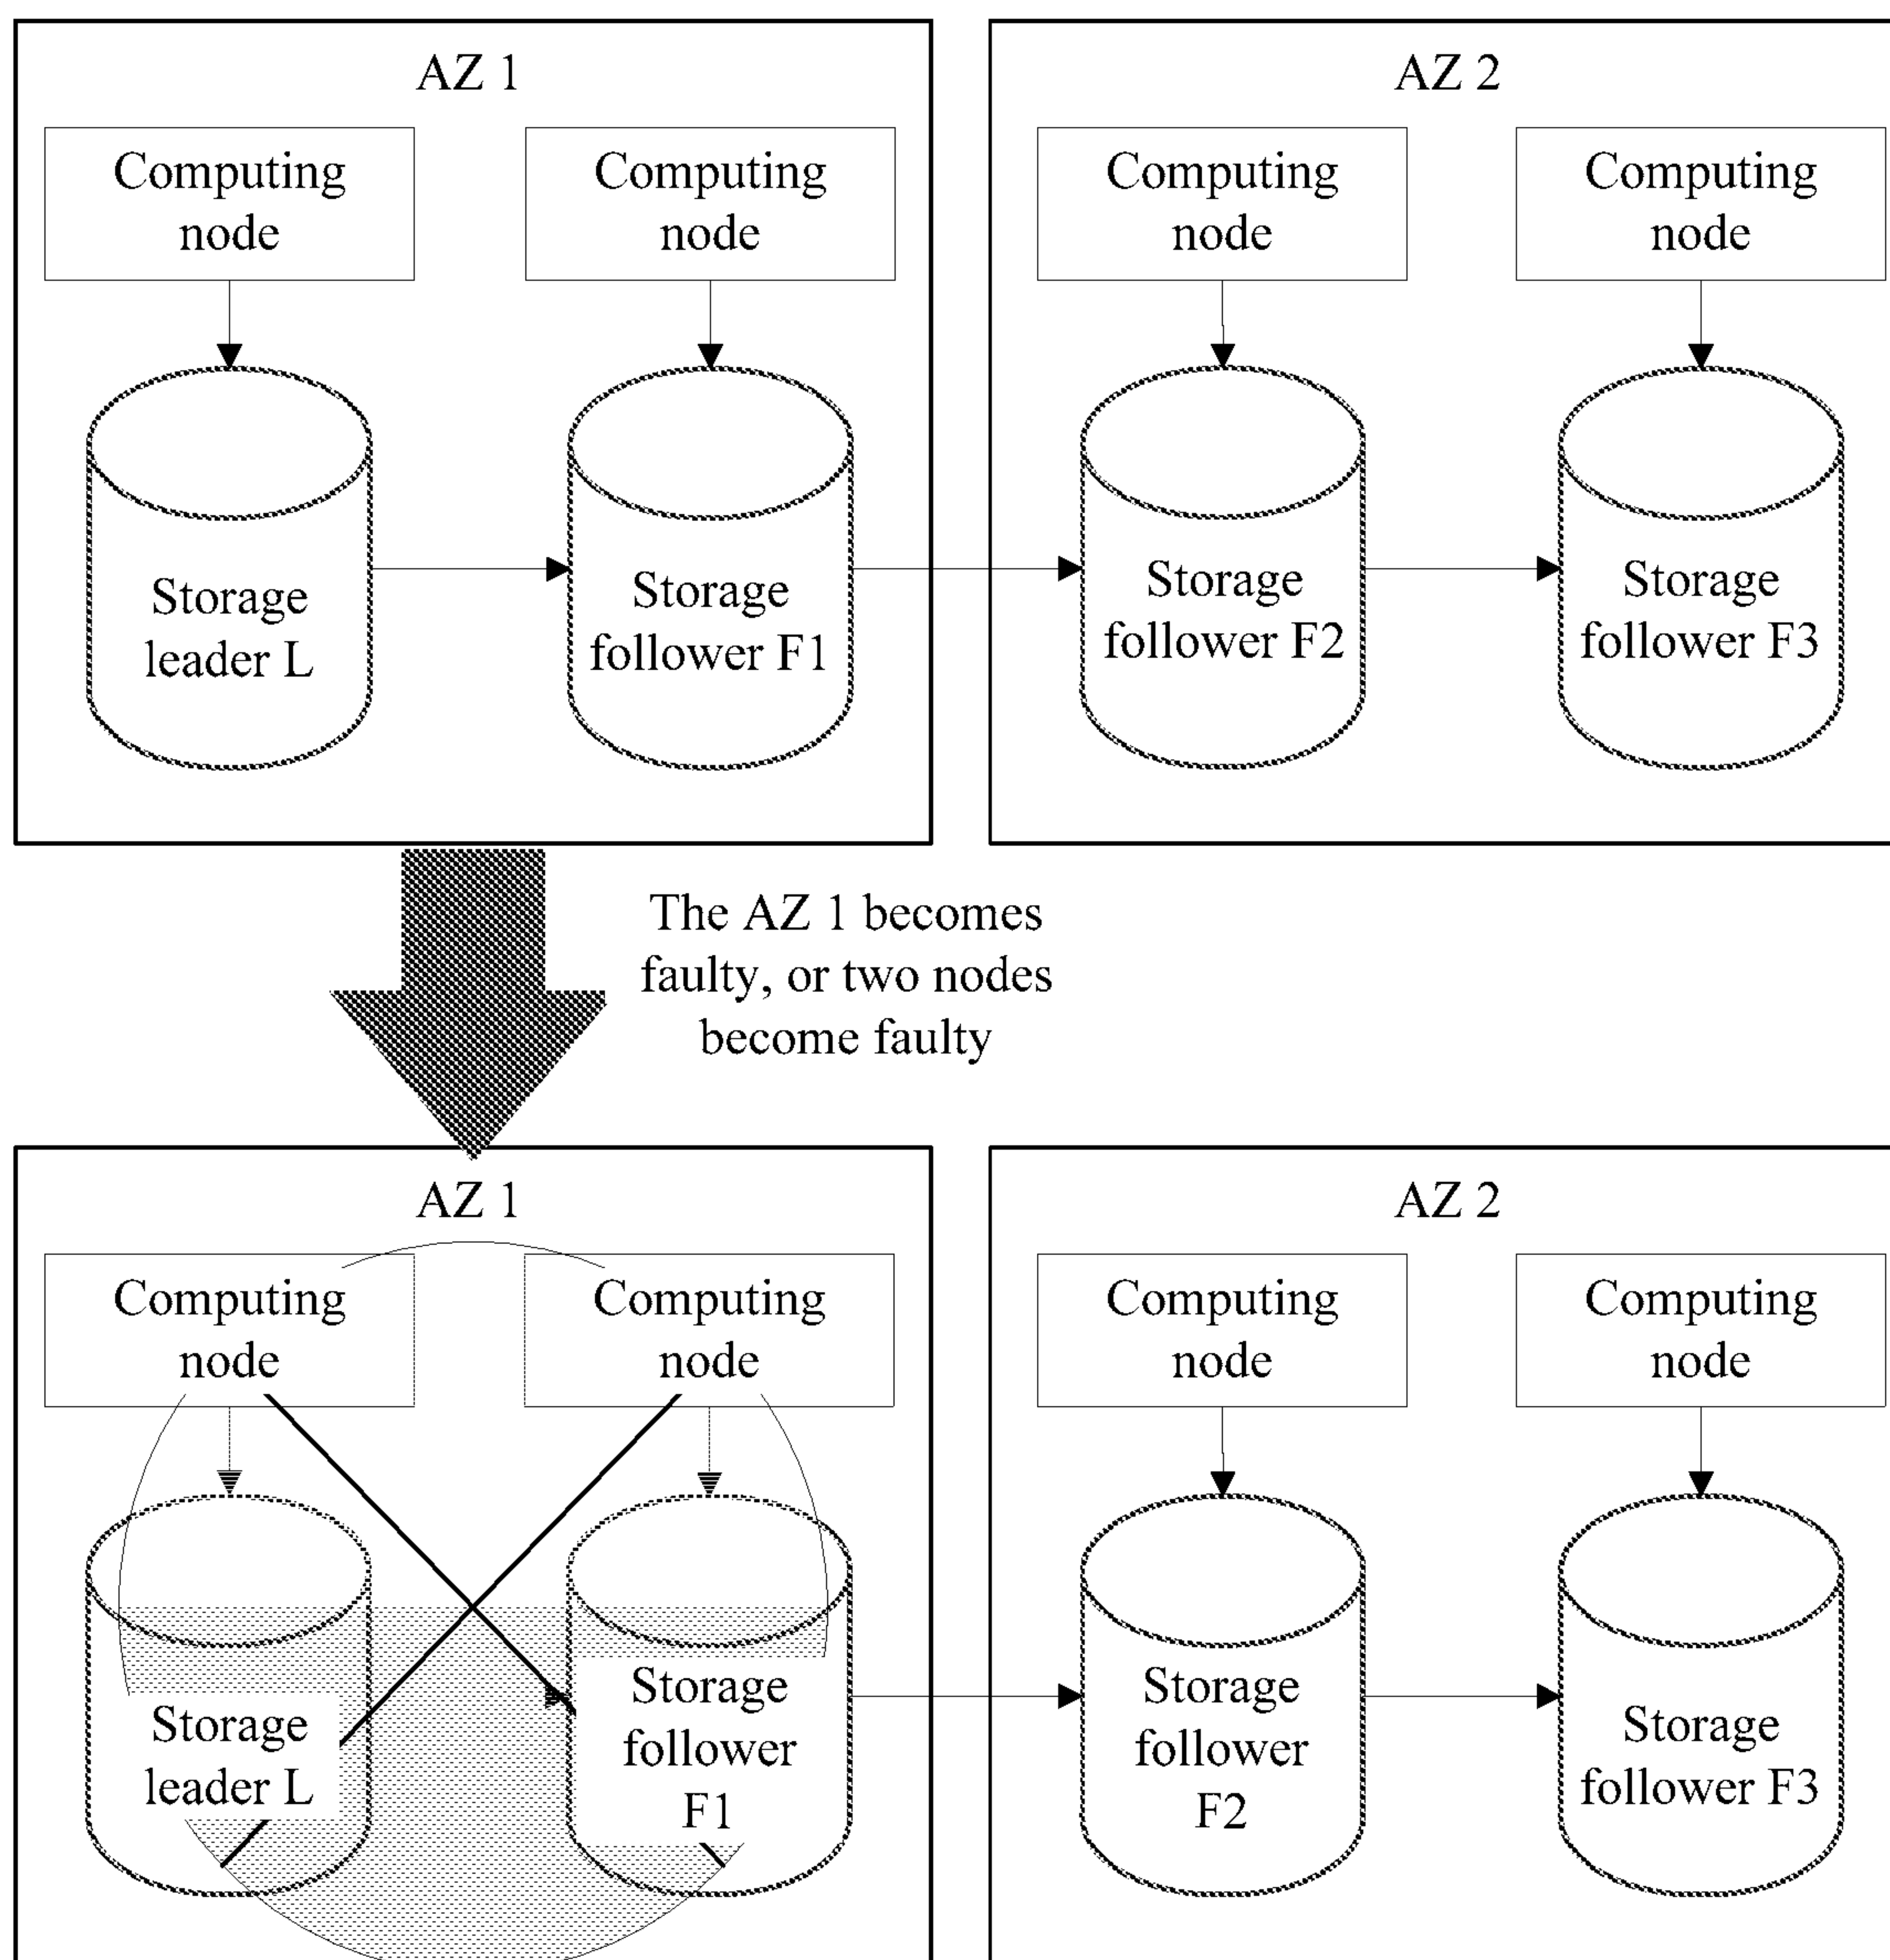 AZ 1
Computing
node
Computing
node
Storage
leader L
Storage
follower F1
AZ 2
Computing
node
Computing
node
Storage
follower F2
Storage
follower F3
The AZ 1 becomes
faulty, or two nodes
become faulty
AZ 1
Computing
node
Computing
node
Storage
leader L
Storage
follower
F1
AZ 2
Computing
node
Computing
node
Storage
follower
F2
Storage
follower F3